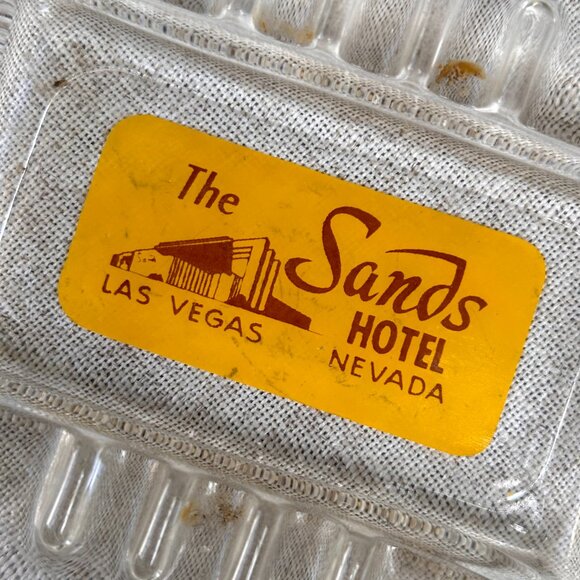 The
Sands
HOTEL
LAS VEGAS NEVADA